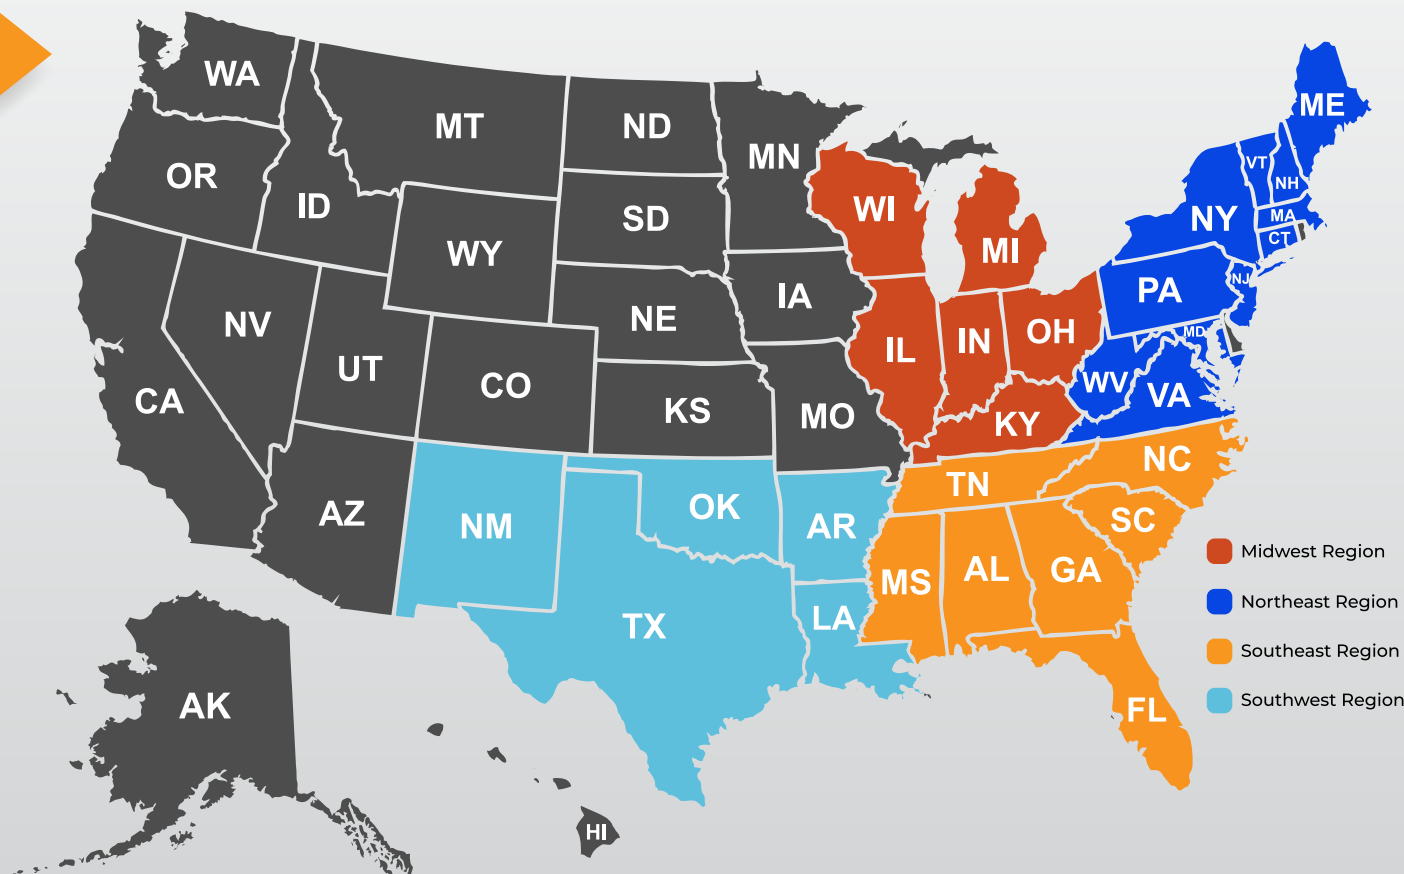 WA
MT
ND
MN
OR
ID
SD
WY
WI
MI
ME
VT
NH
NY
MA
CT
IA
NE
PA
NJ
NV
UT
CO
IL
IN
OH
MD
CA
KS
MO
WV
VA
KY
AZ
NM
OK
AR
TN
NC
SC
MS
AL
GA
TX
LA
FL
AK
HI
Midwest Region
Northeast Region
Southeast Region
Southwest Region